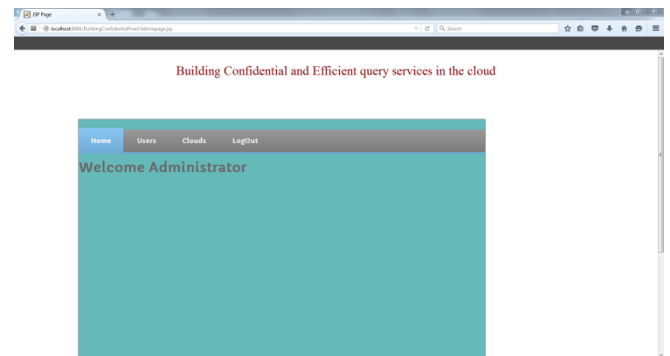 JSP Page
localhost:8084/BuildingConfidentialFinal/Adminpage.jsp
Search
Building Confidential and Efficient query services in the cloud
Home Users Clouds LogOut
Welcome Administrator